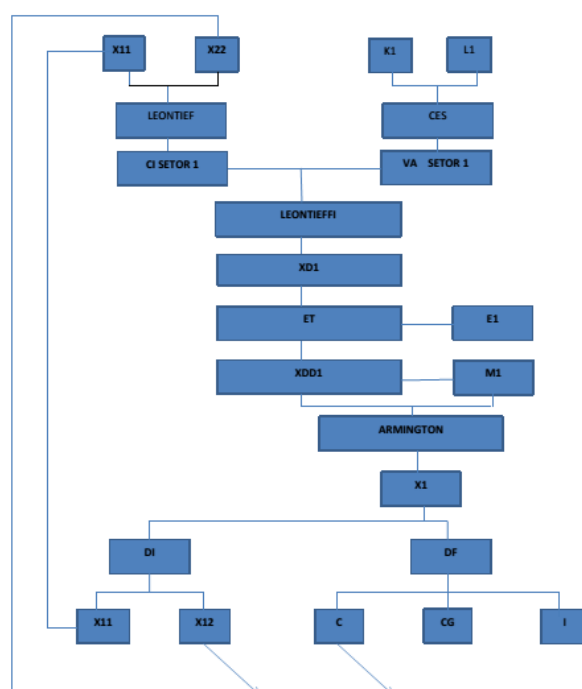 X11 X22 K1 L1
LEONTIEF CES
CI SETOR 1 VA SETOR 1
LEONTIEFFI
XD1
ET E1
XDD1 M1
ARMINGTON
X1
DI DF
X11 X12 C CG I